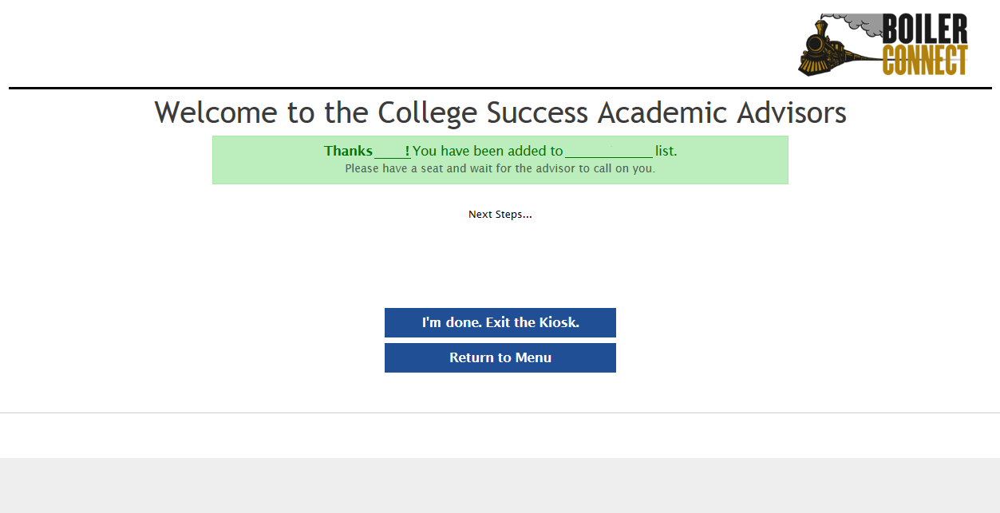 BOILER
CONNECT
Welcome to the College Success Academic Advisors
Thanks ____! You have been added to ____________ list.
Please have a seat and wait for the advisor to call on you.
Next Steps...
I'm done. Exit the Kiosk.
Return to Menu